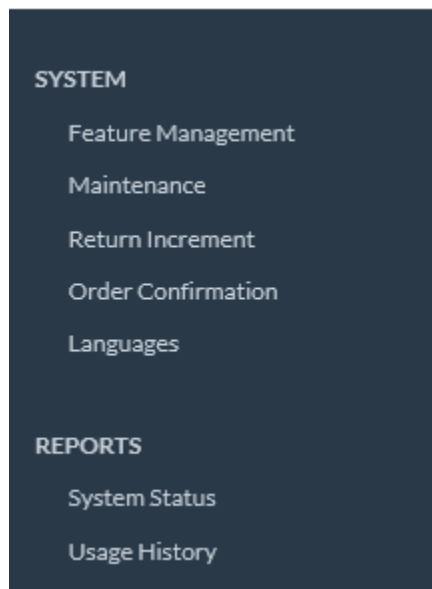 SYSTEM
Feature Management
Maintenance
Return Increment
Order Confirmation
Languages
REPORTS
System Status
Usage History